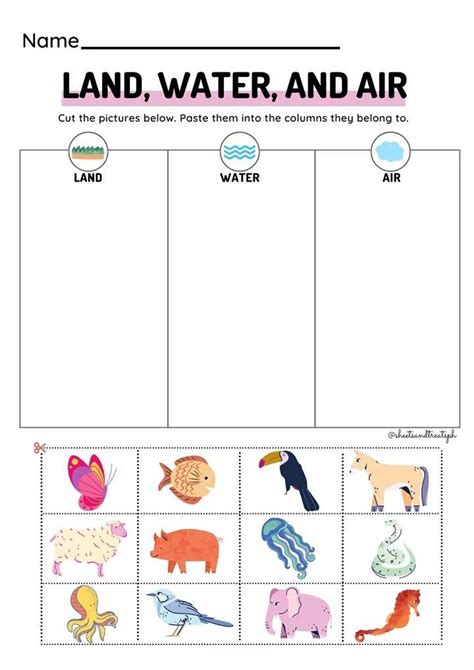 Name
LAND, WATER, AND AIR
Cut the pictures below. Paste them into the columns they belong to.
LAND
WATER
AIR
@sheetsandtreatsph